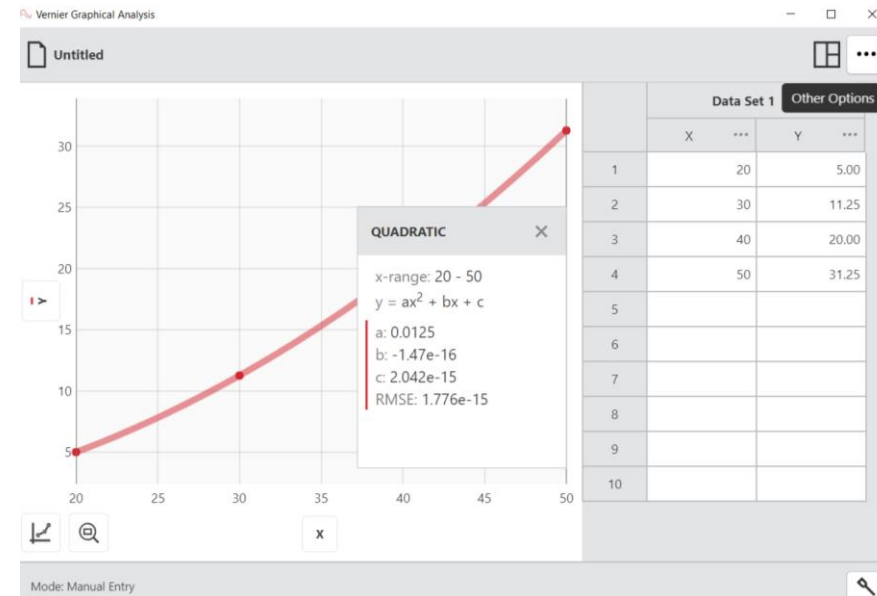 Vernier Graphical Analysis
Untitled
Data Set 1
Other Options
X ... Y ...
1 20 5.00
2 30 11.25
3 40 20.00
4 50 31.25
5
6
7
8
9
10
30
25
20
15
10
5
Y
20 25 30 35 40 45 50
X
QUADRATIC
x-range: 20 - 50
y = ax² + bx + c
a: 0.0125
b: -1.47e-16
c: 2.042e-15
RMSE: 1.776e-15
Mode: Manual Entry